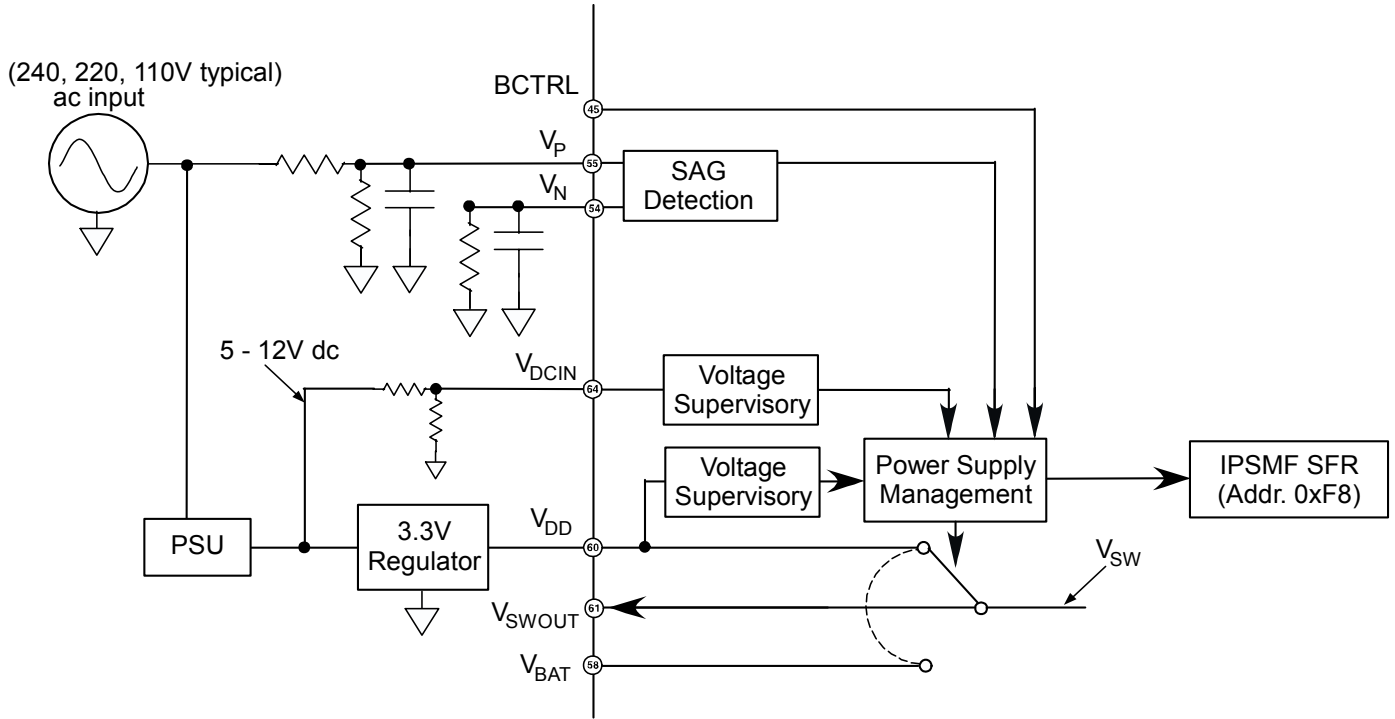 (240, 220, 110V typical)
ac input
BCTRL
45
VP
55
SAG
Detection
VN
54
5 - 12V dc
VDCIN
64
Voltage
Supervisory
Voltage
Supervisory
Power Supply
Management
IPSMF SFR
(Addr. 0xF8)
PSU
3.3V
Regulator
VDD
60
VSW
VSWOUT
61
VBAT
58